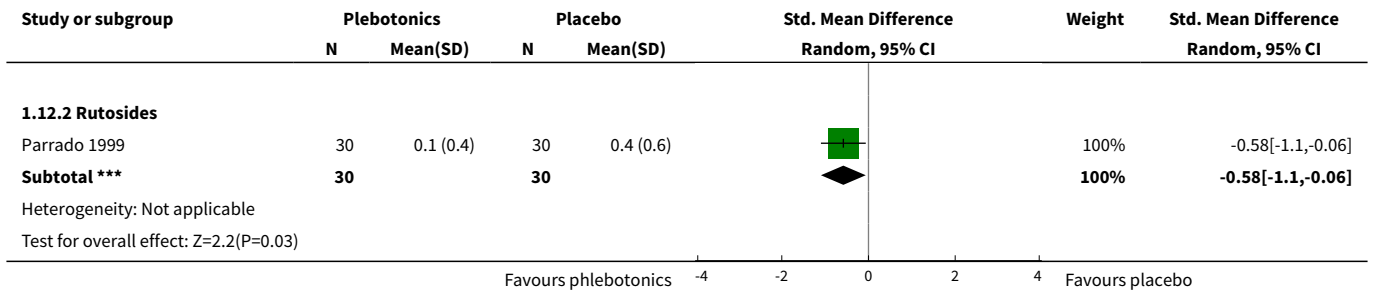 Study or subgroup Plebotonics Placebo Std. Mean Difference Weight Std. Mean Difference
N Mean(SD) N Mean(SD) Random, 95% CI Random, 95% CI
1.12.2 Rutosides
Parrado 1999 30 0.1 (0.4) 30 0.4 (0.6) 100% -0.58[-1.1,-0.06]
Subtotal *** 30 30 100% -0.58[-1.1,-0.06]
Heterogeneity: Not applicable
Test for overall effect: Z=2.2(P=0.03)
Favours phlebotonics -4 -2 0 2 4 Favours placebo